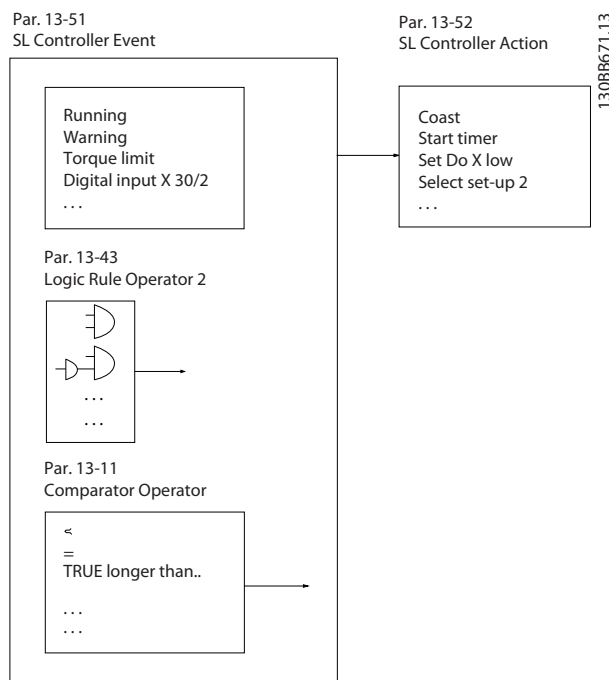 Par. 13-51
SL Controller Event
Par. 13-52
SL Controller Action
130BB671.13
Running
Warning
Torque limit
Digital input X 30/2
. . .
Coast
Start timer
Set Do X low
Select set-up 2
. . .
Par. 13-43
Logic Rule Operator 2
. . .
. . .
Par. 13-11
Comparator Operator
=
TRUE longer than..
. . .
. . .